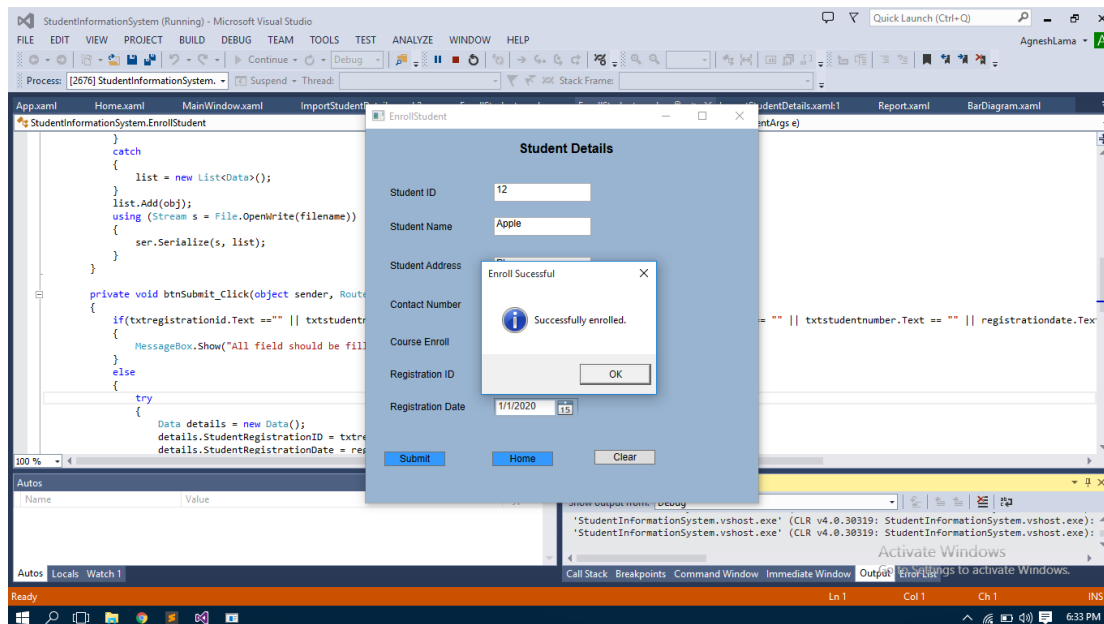 StudentInformationSystem (Running) - Microsoft Visual Studio
Quick Launch (Ctrl+Q)
FILE EDIT VIEW PROJECT BUILD DEBUG TEAM TOOLS TEST ANALYZE WINDOW HELP
AgneshLama
Continue Debug
Process: [2676] StudentInformationSystem. Suspend Thread: Stack Frame:
App.xaml Home.xaml MainWindow.xaml Report.xaml BarDiagram.xaml
StudentInformationSystem.EnrollStudent
entArgs e)
}
catch
{
list = new List<Data>();
}
list.Add(obj);
using (Stream s = File.OpenWrite(filename))
{
ser.Serialize(s, list);
}
}
private void btnSubmit_Click(object sender, Route
{
if(txtregistrationid.Text =="" || txtstudentr
= "" || txtstudentnumber.Text == "" || registrationdate.Tex
{
MessageBox.Show("All field should be fill
}
else
{
try
{
Data details = new Data();
details.StudentRegistrationID = txtre
details.StudentRegistrationDate = reg
100 %
EnrollStudent
Student Details
Student ID 12
Student Name Apple
Student Address
Contact Number
Course Enroll
Registration ID
Registration Date 1/1/2020 15
Submit Home Clear
Enroll Sucessful
Successfully enrolled.
OK
Autos
Name Value
Show output from: Debug
'StudentInformationSystem.vshost.exe' (CLR v4.0.30319: StudentInformationSystem.vshost.exe):
'StudentInformationSystem.vshost.exe' (CLR v4.0.30319: StudentInformationSystem.vshost.exe):
Activate Windows
Go to Settings to activate Windows.
Autos Locals Watch 1
Call Stack Breakpoints Command Window Immediate Window Output Error List
Ready Ln 1 Col 1 Ch 1 INS
6:33 PM